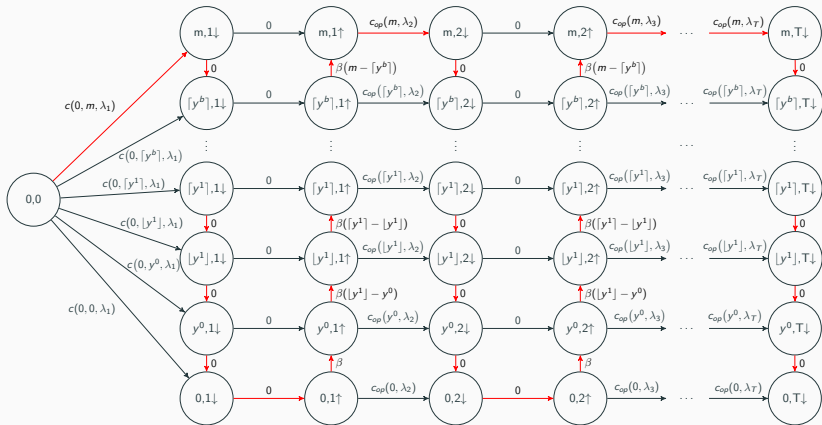 m,1↓ 0 m,1↑ c_op(m, λ_2) m,2↓ 0 m,2↑ c_op(m, λ_3) ··· c_op(m, λ_T) m,T↓
c(0, m, λ_1) 0 β(m − ⌈y^b⌉) 0 β(m − ⌈y^b⌉) 0
⌈y^b⌉,1↓ 0 ⌈y^b⌉,1↑ c_op(⌈y^b⌉, λ_2) ⌈y^b⌉,2↓ 0 ⌈y^b⌉,2↑ c_op(⌈y^b⌉, λ_3) ··· c_op(⌈y^b⌉, λ_T) ⌈y^b⌉,T↓
c(0, ⌈y^b⌉, λ_1) ⋮ ⋮ ⋮ ⋮ ⋮
0,0 c(0, ⌈y^1⌉, λ_1) ⌈y^1⌉,1↓ 0 ⌈y^1⌉,1↑ c_op(⌈y^1⌉, λ_2) ⌈y^1⌉,2↓ 0 ⌈y^1⌉,2↑ c_op(⌈y^1⌉, λ_3) ··· c_op(⌈y^1⌉, λ_T) ⌈y^1⌉,T↓
c(0, ⌊y^1⌋, λ_1) 0 β(⌈y^1⌉ − ⌊y^1⌋) 0 β(⌈y^1⌉ − ⌊y^1⌋) 0
⌊y^1⌋,1↓ 0 ⌊y^1⌋,1↑ c_op(⌊y^1⌋, λ_2) ⌊y^1⌋,2↓ 0 ⌊y^1⌋,2↑ c_op(⌊y^1⌋, λ_3) ··· c_op(⌊y^1⌋, λ_T) ⌊y^1⌋,T↓
c(0, y^0, λ_1) 0 β(⌊y^1⌋ − y^0) 0 β(⌊y^1⌋ − y^0) 0
c(0, 0, λ_1) y^0,1↓ 0 y^0,1↑ c_op(y^0, λ_2) y^0,2↓ 0 y^0,2↑ c_op(y^0, λ_3) ··· c_op(y^0, λ_T) y^0,T↓
0 β 0 β 0
0,1↓ 0 0,1↑ c_op(0, λ_2) 0,2↓ 0 0,2↑ c_op(0, λ_3) ··· c_op(0, λ_T) 0,T↓